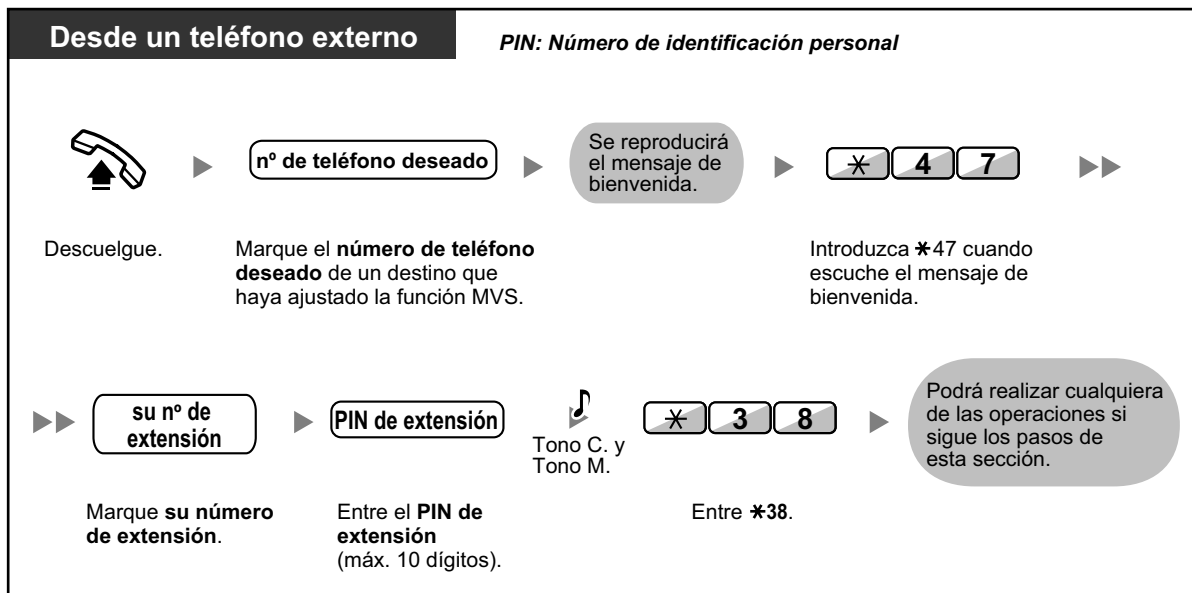 Desde un teléfono externo
PIN: Número de identificación personal
nº de teléfono deseado
Se reproducirá
el mensaje de
bienvenida.
* 4 7
Descuelgue.
Marque el número de teléfono
deseado de un destino que
haya ajustado la función MVS.
Introduzca *47 cuando
escuche el mensaje de
bienvenida.
su nº de
extensión
PIN de extensión
Tono C. y
Tono M.
* 3 8
Podrá realizar cualquiera
de las operaciones si
sigue los pasos de
esta sección.
Marque su número
de extensión.
Entre el PIN de
extensión
(máx. 10 dígitos).
Entre *38.